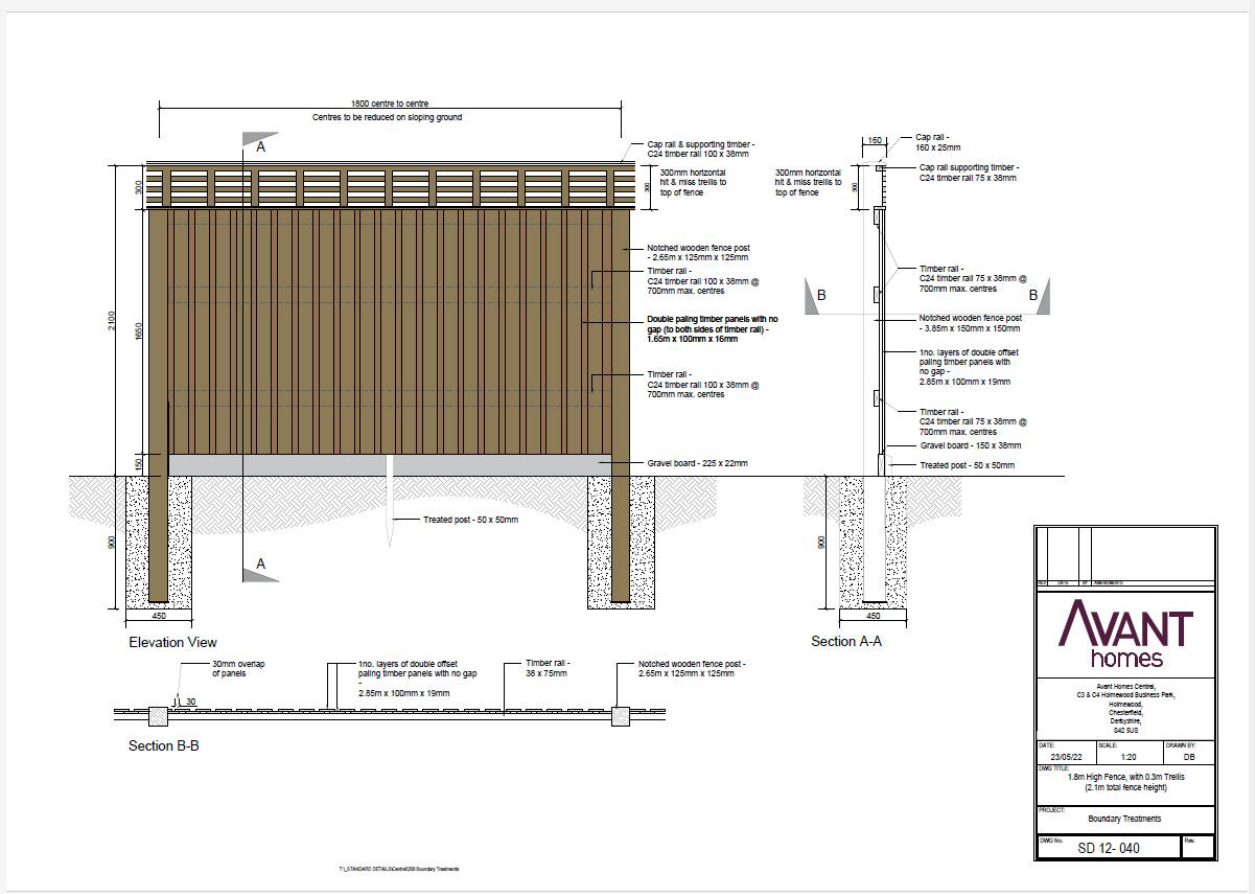 1800 centre to centre
Centres to be reduced on sloping ground
A
Cap rail & supporting timber -
C24 timber rail 100 x 38mm
300mm horizontal
hit & miss trellis to
top of fence
300
300
2100
1650
150
900
450
Notched wooden fence post
- 2.65m x 125mm x 125mm
Timber rail -
C24 timber rail 100 x 38mm @
700mm max. centres
Double paling timber panels with no
gap (to both sides of timber rail) -
1.65m x 100mm x 16mm
Timber rail -
C24 timber rail 100 x 38mm @
700mm max. centres
Gravel board - 225 x 22mm
Treated post - 50 x 50mm
A
Elevation View
160
Cap rail -
160 x 25mm
Cap rail supporting timber -
C24 timber rail 75 x 38mm
300mm horizontal
hit & miss trellis to
top of fence
300
Timber rail -
C24 timber rail 75 x 38mm @
700mm max. centres
B
B
Notched wooden fence post
- 3.85m x 150mm x 150mm
1no. layers of double offset
paling timber panels with
no gap -
2.85m x 100mm x 19mm
Timber rail -
C24 timber rail 75 x 38mm @
700mm max. centres
Gravel board - 150 x 38mm
Treated post - 50 x 50mm
900
450
Section A-A
30mm overlap
of panels
30
1no. layers of double offset
paling timber panels with no gap
-
2.85m x 100mm x 19mm
Timber rail -
38 x 75mm
Notched wooden fence post -
2.65m x 125mm x 125mm
Section B-B
REV DATE BY AMENDMENTS
AVANT
homes
Avant Homes Central,
C3 & C4 Holmewood Business Park,
Holmewood,
Chesterfield,
Derbyshire,
S42 5US
DATE: SCALE: DRAWN BY:
23/05/22 1:20 DB
DWG TITLE:
1.8m High Fence, with 0.3m Trellis
(2.1m total fence height)
PROJECT:
Boundary Treatments
DWG No. Rev.
SD 12- 040